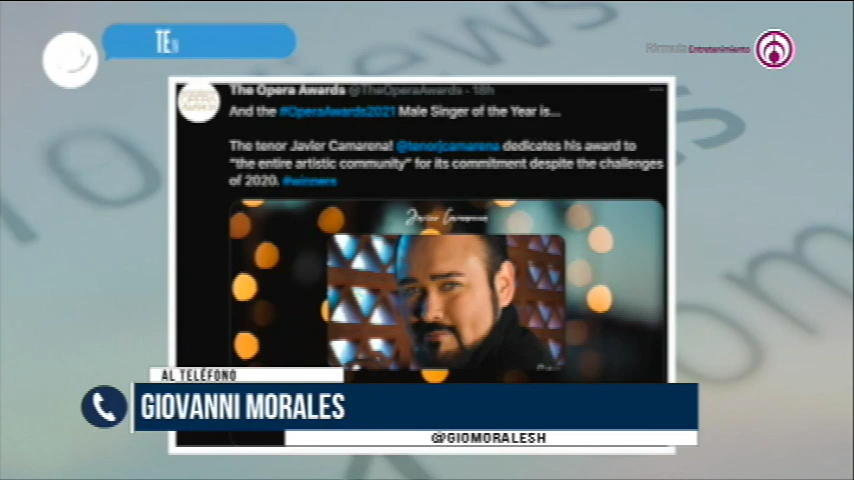 TE
Fórmula Entretenimiento
The Opera Awards @TheOperaAwards - 18h
And the #OperaAwards2021 Male Singer of the Year is...
The tenor Javier Camarena! @tenorjcamarena dedicates his award to
"the entire artistic community" for its commitment despite the challenges
of 2020. #winners
Javier Camarena
AL TELÉFONO
GIOVANNI MORALES
@GIOMORALESH